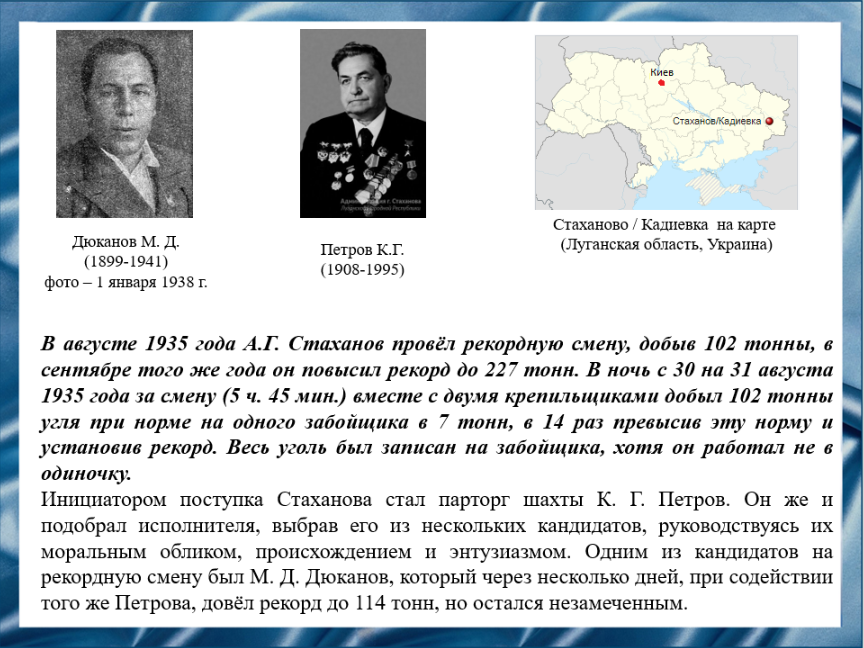 Киев
Стаханов/Кадиевка
Администрация г. Стаханова
Луганской Народной Республики
Дюканов М. Д.
(1899-1941)
фото – 1 января 1938 г.
Петров К.Г.
(1908-1995)
Стаханово / Кадиевка на карте
(Луганская область, Украина)
В августе 1935 года А.Г. Стаханов провёл рекордную смену, добыв 102 тонны, в
сентябре того же года он повысил рекорд до 227 тонн. В ночь с 30 на 31 августа
1935 года за смену (5 ч. 45 мин.) вместе с двумя крепильщиками добыл 102 тонны
угля при норме на одного забойщика в 7 тонн, в 14 раз превысив эту норму и
установив рекорд. Весь уголь был записан на забойщика, хотя он работал не в
одиночку.
Инициатором поступка Стаханова стал парторг шахты К. Г. Петров. Он же и
подобрал исполнителя, выбрав его из нескольких кандидатов, руководствуясь их
моральным обликом, происхождением и энтузиазмом. Одним из кандидатов на
рекордную смену был М. Д. Дюканов, который через несколько дней, при содействии
того же Петрова, довёл рекорд до 114 тонн, но остался незамеченным.